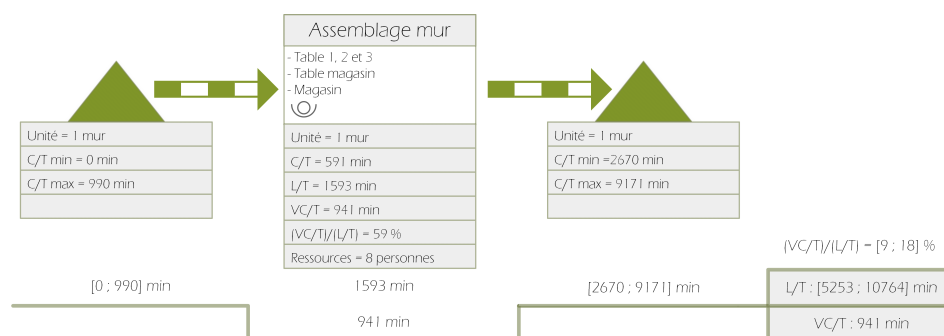 Assemblage mur
- Table 1, 2 et 3
- Table magasin
- Magasin
Unité = 1 mur
C/T min = 0 min
C/T max = 990 min
Unité = 1 mur
C/T = 591 min
L/T = 1593 min
VC/T = 941 min
(VC/T)/(L/T) = 59 %
Ressources = 8 personnes
Unité = 1 mur
C/T min =2670 min
C/T max = 9171 min
(VC/T)/(L/T) = [9 ; 18] %
[0 ; 990] min
1593 min
[2670 ; 9171] min
L/T : [5253 ; 10764] min
941 min
VC/T : 941 min